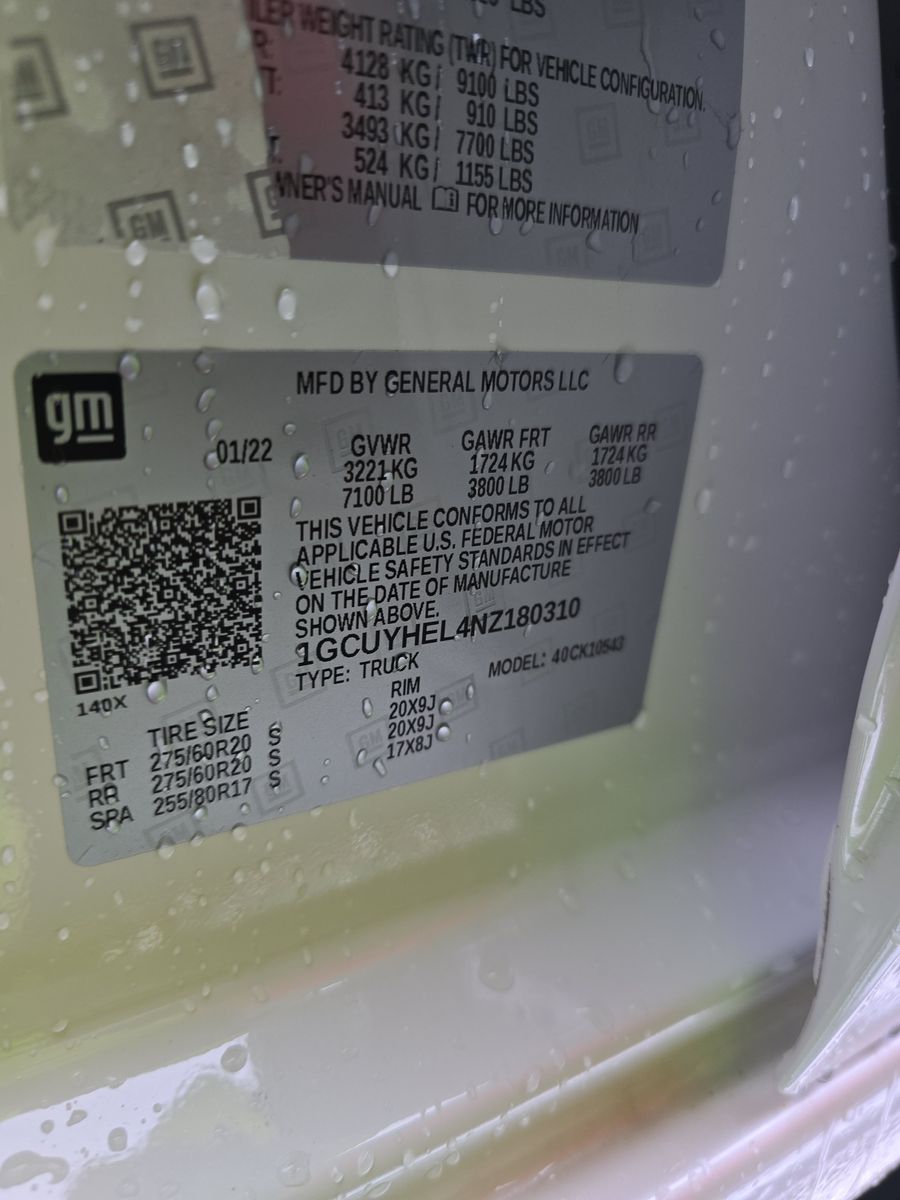 LBS
WEIGHT RATING (TWR) FOR VEHICLE CONFIGURATION.
4128 KG/ 9100 LBS
413 KG/ 910 LBS
3493 KG/ 7700 LBS
524 KG/ 1155 LBS
MANUAL FOR MORE INFORMATION
gm
MFD BY GENERAL MOTORS LLC
01/22 GVWR GAWR FRT GAWR RR
3221 KG 1724 KG 1724 KG
7100 LB 3800 LB 3800 LB
THIS VEHICLE CONFORMS TO ALL
APPLICABLE U.S. FEDERAL MOTOR
VEHICLE SAFETY STANDARDS IN EFFECT
ON THE DATE OF MANUFACTURE
SHOWN ABOVE.
1GCUYHEL4NZ180310
TYPE: TRUCK MODEL: 40CK10543
140X
TIRE SIZE RIM
FRT 275/60R20 S 20X9J
RR 275/60R20 S 20X9J
SPA 255/80R17 S 17X8J